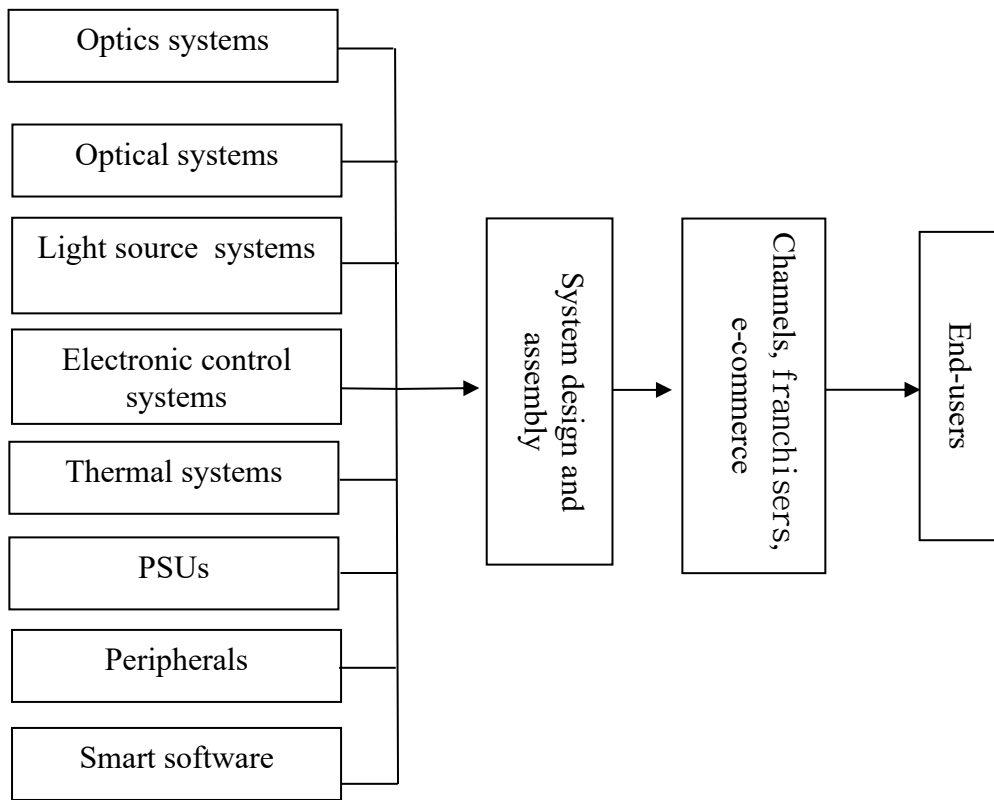 Optics systems
Optical systems
Light source  systems
Electronic control
systems
Thermal systems
PSUs
Peripherals
Smart software
System design and
assembly
Channels, franchisers,
e-commerce
End-users